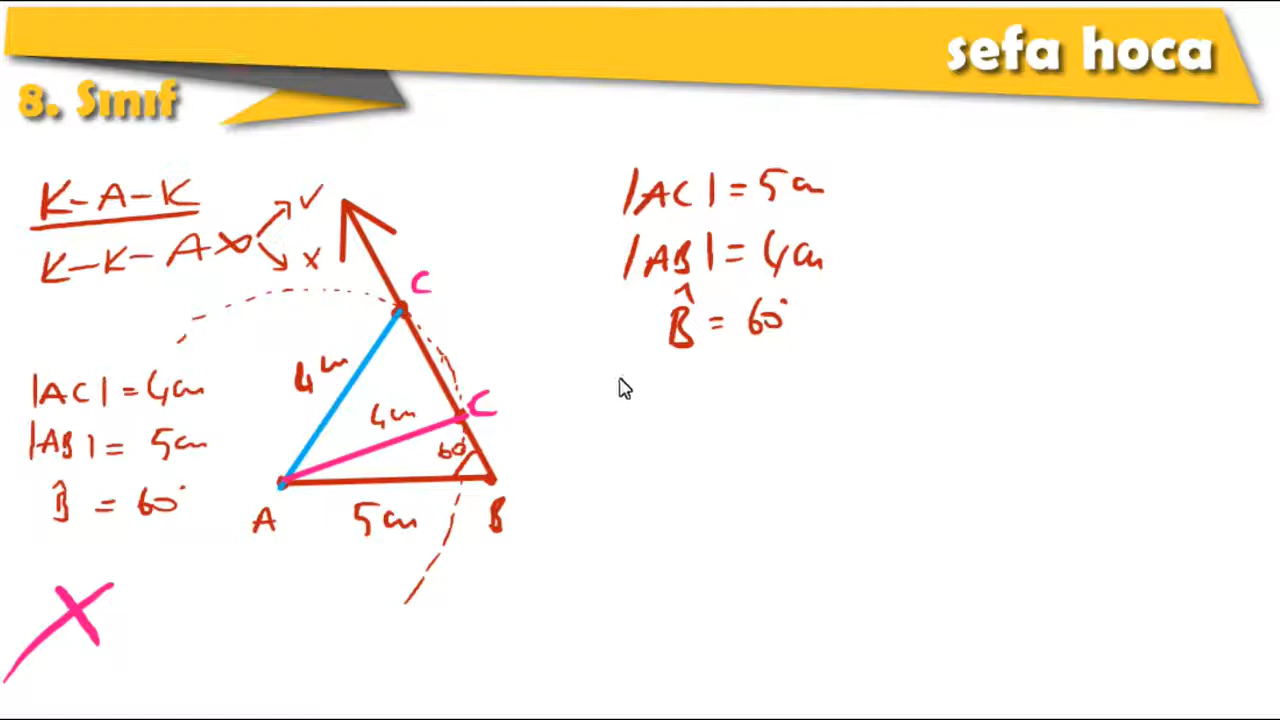 sefa hoca
8. Sınıf
K-A-K
K-K-A
|AC| = 4cm
|AB| = 5cm
B̂ = 60°
C
4cm
4cm
C
60°
A
5cm
B
|AC| = 5cm
|AB| = 4cm
B̂ = 60°